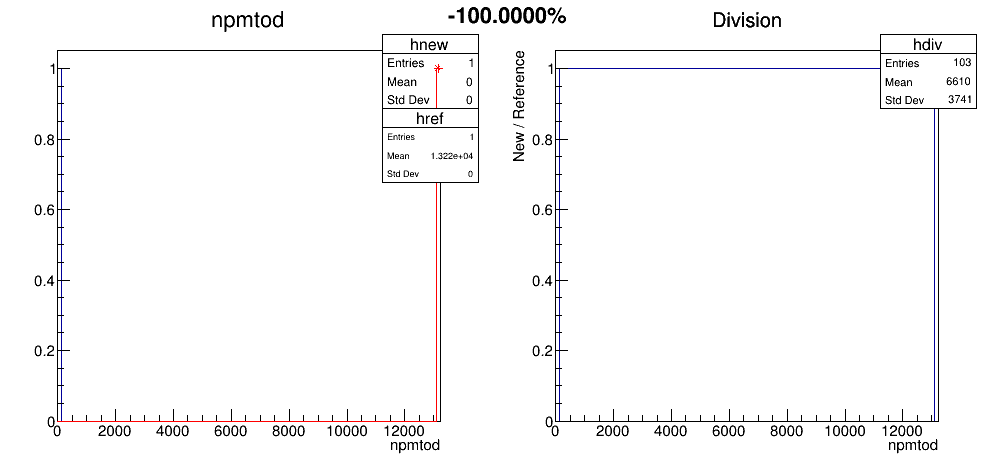 -100.0000%
npmtod
hnew
Entries 1
Mean 0
Std Dev 0
href
Entries 1
Mean 1.322e+04
Std Dev 0
1
0.8
0.6
0.4
0.2
0
0 2000 4000 6000 8000 10000 12000
npmtod
Division
hdiv
Entries 103
Mean 6610
Std Dev 3741
New / Reference
1
0.8
0.6
0.4
0.2
0
0 2000 4000 6000 8000 10000 12000
npmtod